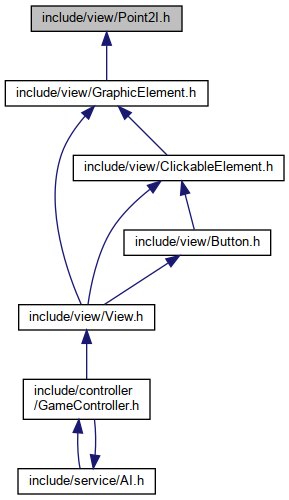 include/view/Point2I.h
include/view/GraphicElement.h
include/view/ClickableElement.h
include/view/Button.h
include/view/View.h
include/controller
/GameController.h
include/service/AI.h